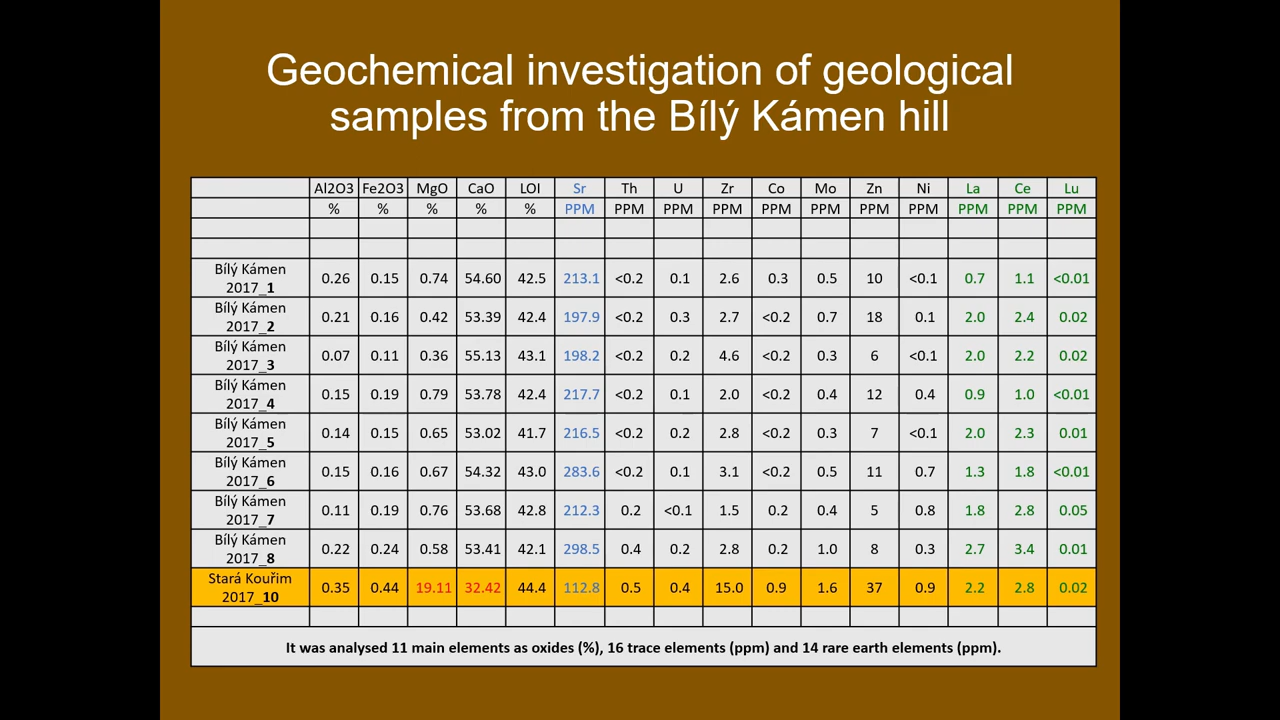 Geochemical investigation of geological
samples from the Bílý Kámen hill
Al2O3 Fe2O3 MgO CaO LOI Sr Th U Zr Co Mo Zn Ni La Ce Lu
% % % % % PPM PPM PPM PPM PPM PPM PPM PPM PPM PPM PPM
Bílý Kámen
2017_1 0.26 0.15 0.74 54.60 42.5 213.1 <0.2 0.1 2.6 0.3 0.5 10 <0.1 0.7 1.1 <0.01
Bílý Kámen
2017_2 0.21 0.16 0.42 53.39 42.4 197.9 <0.2 0.3 2.7 <0.2 0.7 18 0.1 2.0 2.4 0.02
Bílý Kámen
2017_3 0.07 0.11 0.36 55.13 43.1 198.2 <0.2 0.2 4.6 <0.2 0.3 6 <0.1 2.0 2.2 0.02
Bílý Kámen
2017_4 0.15 0.19 0.79 53.78 42.4 217.7 <0.2 0.1 2.0 <0.2 0.4 12 0.4 0.9 1.0 <0.01
Bílý Kámen
2017_5 0.14 0.15 0.65 53.02 41.7 216.5 <0.2 0.2 2.8 <0.2 0.3 7 <0.1 2.0 2.3 0.01
Bílý Kámen
2017_6 0.15 0.16 0.67 54.32 43.0 283.6 <0.2 0.1 3.1 <0.2 0.5 11 0.7 1.3 1.8 <0.01
Bílý Kámen
2017_7 0.11 0.19 0.76 53.68 42.8 212.3 0.2 <0.1 1.5 0.2 0.4 5 0.8 1.8 2.8 0.05
Bílý Kámen
2017_8 0.22 0.24 0.58 53.41 42.1 298.5 0.4 0.2 2.8 0.2 1.0 8 0.3 2.7 3.4 0.01
Stará Kouřim
2017_10 0.35 0.44 19.11 32.42 44.4 112.8 0.5 0.4 15.0 0.9 1.6 37 0.9 2.2 2.8 0.02
It was analysed 11 main elements as oxides (%), 16 trace elements (ppm) and 14 rare earth elements (ppm).